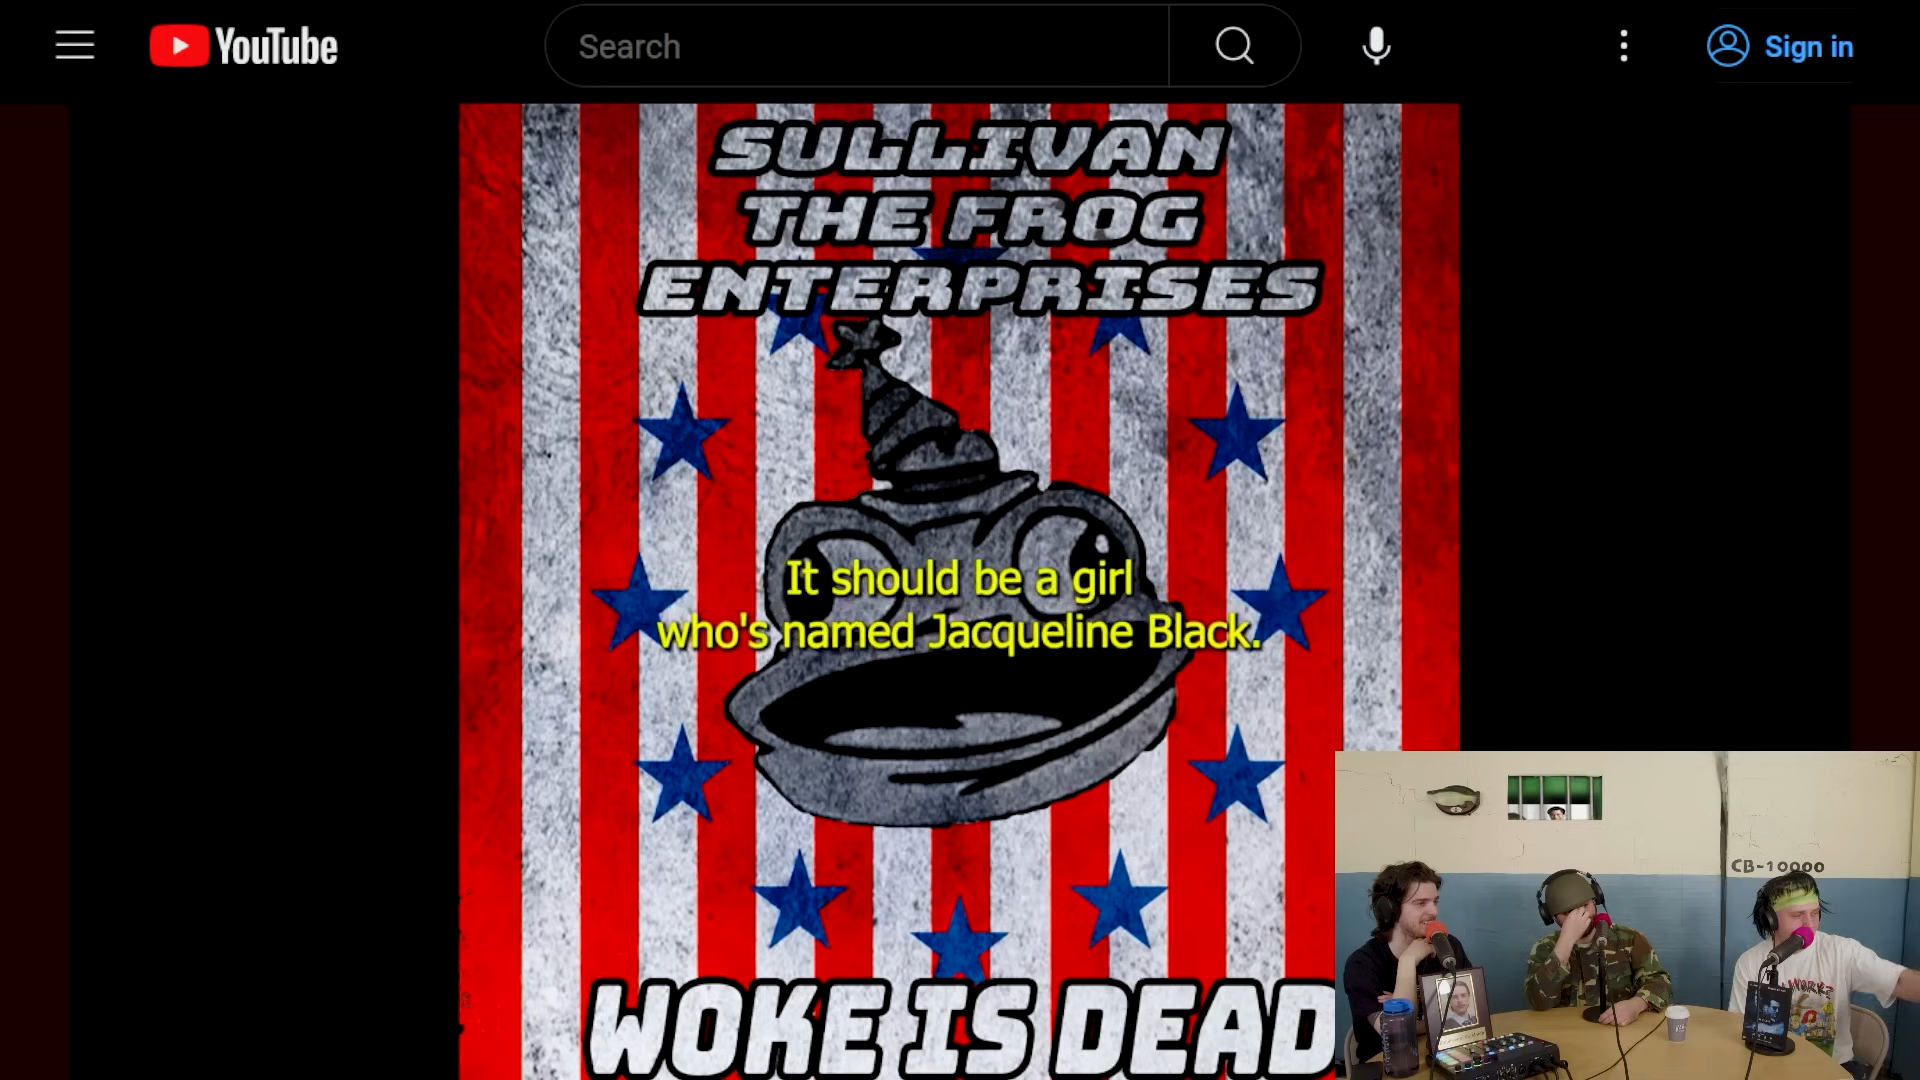 YouTube
Search
Sign in
SULLIVAN
THE FROG
ENTERPRISES
It should be a girl
who's named Jacqueline Black.
WOKE IS DEAD
CB-10000